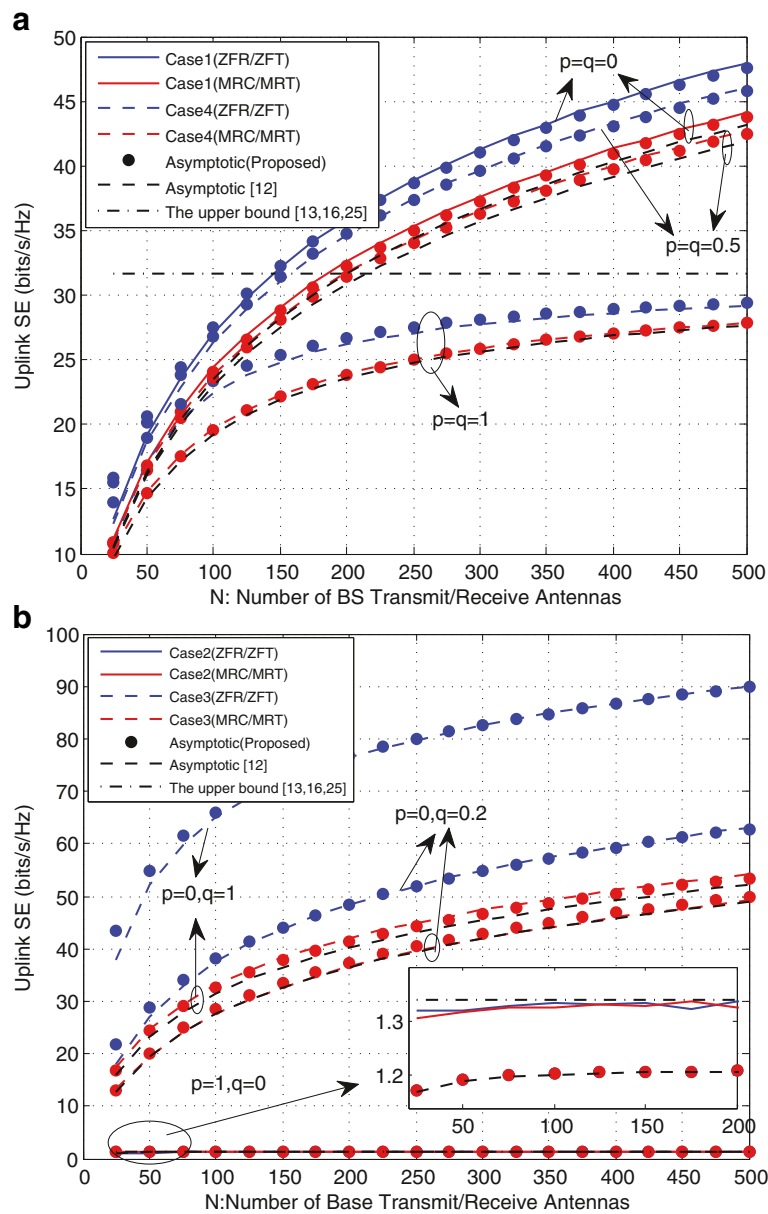 a
50
45
40
35
30
25
20
15
10
Uplink SE (bits/s/Hz)
Case1(ZFR/ZFT)
Case1(MRC/MRT)
Case4(ZFR/ZFT)
Case4(MRC/MRT)
Asymptotic(Proposed)
Asymptotic [12]
The upper bound [13,16,25]
p=q=0
p=q=0.5
p=q=1
0 50 100 150 200 250 300 350 400 450 500
N: Number of BS Transmit/Receive Antennas
b
100
90
80
70
60
50
40
30
20
10
0
Uplink SE (bits/s/Hz)
Case2(ZFR/ZFT)
Case2(MRC/MRT)
Case3(ZFR/ZFT)
Case3(MRC/MRT)
Asymptotic(Proposed)
Asymptotic [12]
The upper bound [13,16,25]
p=0,q=0.2
p=0,q=1
p=1,q=0
1.3
1.2
50 100 150 200
0 50 100 150 200 250 300 350 400 450 500
N:Number of Base Transmit/Receive Antennas